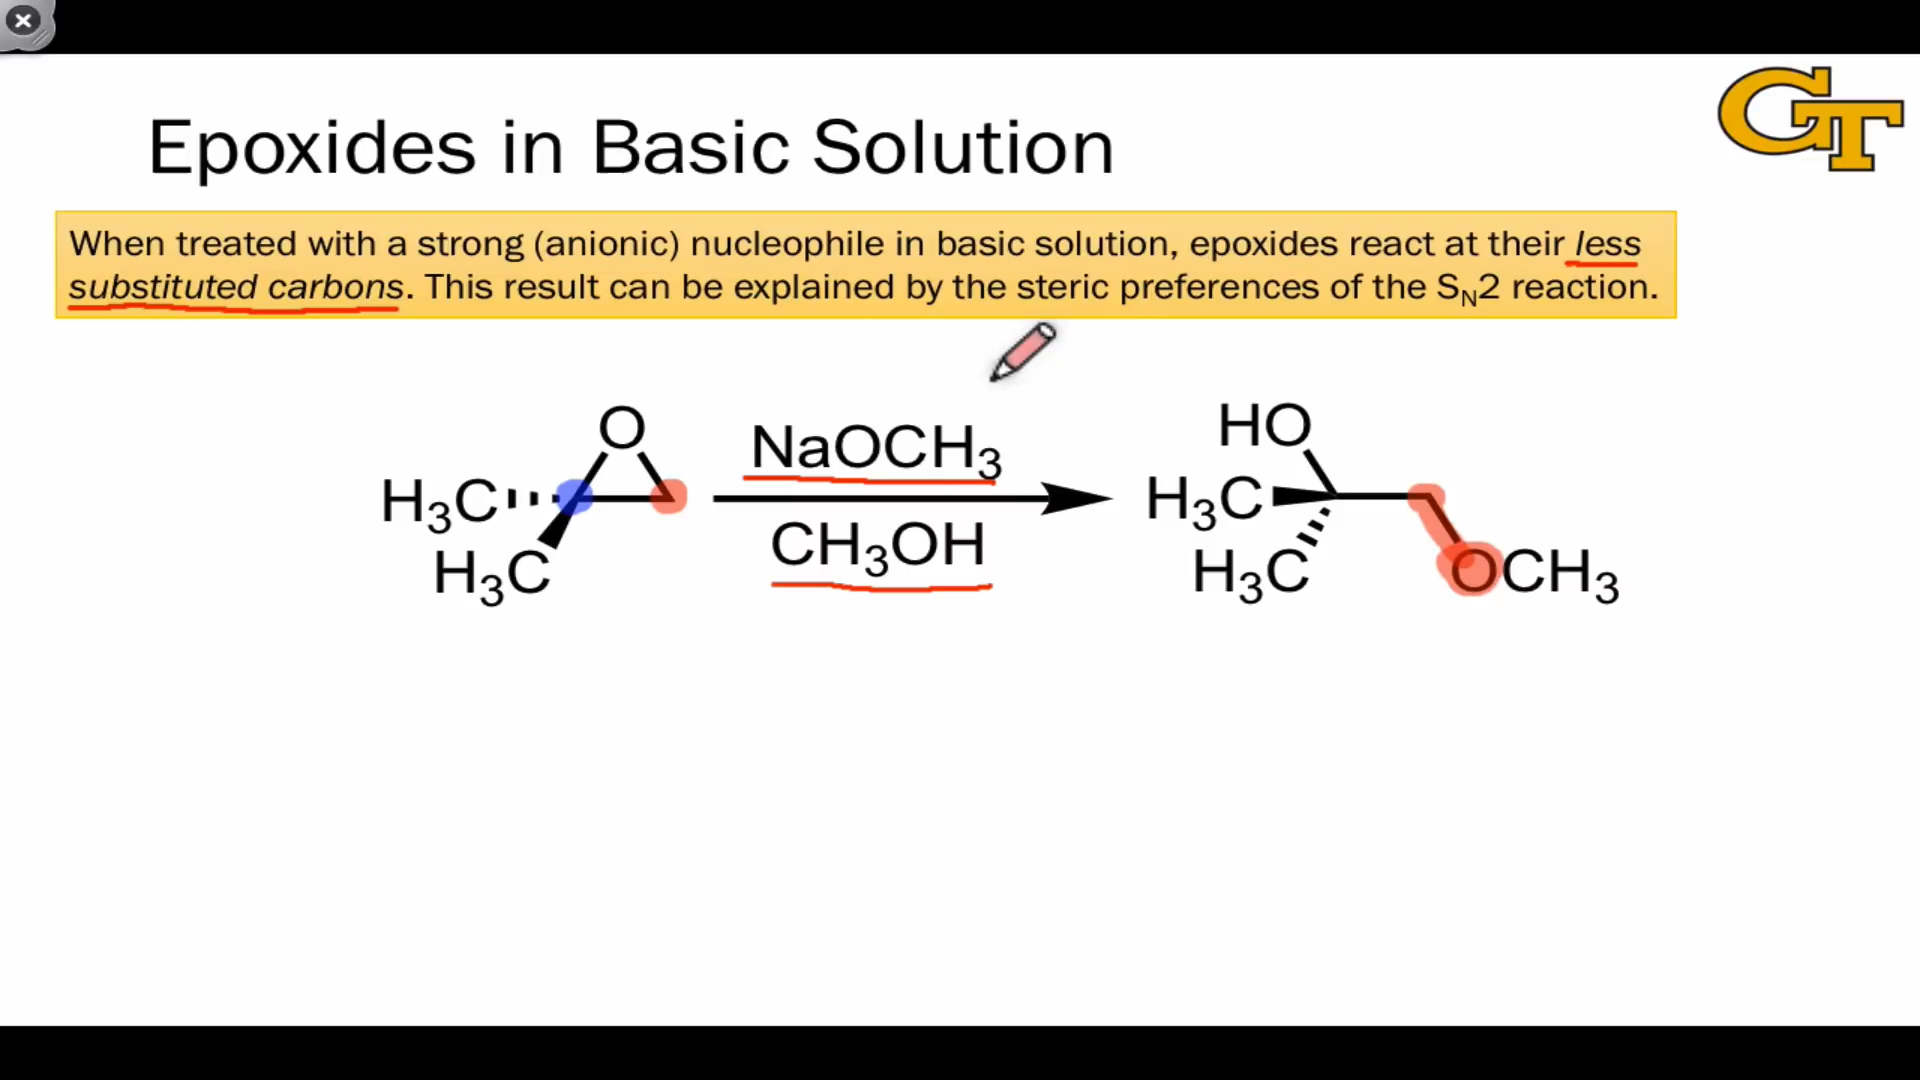 GT
Epoxides in Basic Solution
When treated with a strong (anionic) nucleophile in basic solution, epoxides react at their less
substituted carbons. This result can be explained by the steric preferences of the SN2 reaction.
O
H3C
H3C
NaOCH3
CH3OH
HO
H3C
H3C
OCH3